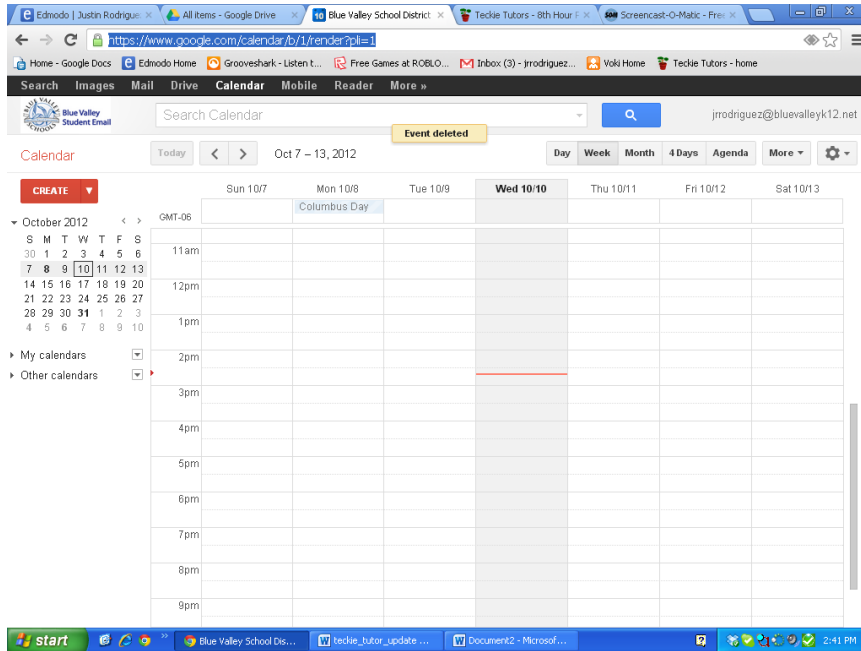 Edmodo | Justin Rodrigue
All items - Google Drive
10 Blue Valley School District
Teckie Tutors - 8th Hour F
SOM Screencast-O-Matic - Free
https://www.google.com/calendar/b/1/render?pli=1
Home - Google Docs
Edmodo Home
Grooveshark - Listen t...
Free Games at ROBLO...
Inbox (3) - jrrodriguez...
Voki Home
Teckie Tutors - home
Search Images Mail Drive Calendar Mobile Reader More »
Blue Valley
Student Email
Search Calendar
jrrodriguez@bluevalleyk12.net
Event deleted
Calendar
Today
Oct 7 – 13, 2012
Day Week Month 4 Days Agenda More
CREATE
Sun 10/7 Mon 10/8 Tue 10/9 Wed 10/10 Thu 10/11 Fri 10/12 Sat 10/13
GMT-06
Columbus Day
October 2012
S M T W T F S
30 1 2 3 4 5 6
7 8 9 10 11 12 13
14 15 16 17 18 19 20
21 22 23 24 25 26 27
28 29 30 31 1 2 3
4 5 6 7 8 9 10
My calendars
Other calendars
11am
12pm
1pm
2pm
3pm
4pm
5pm
6pm
7pm
8pm
9pm
start
Blue Valley School Dis...
teckie_tutor_update ...
Document2 - Microsof...
2:41 PM